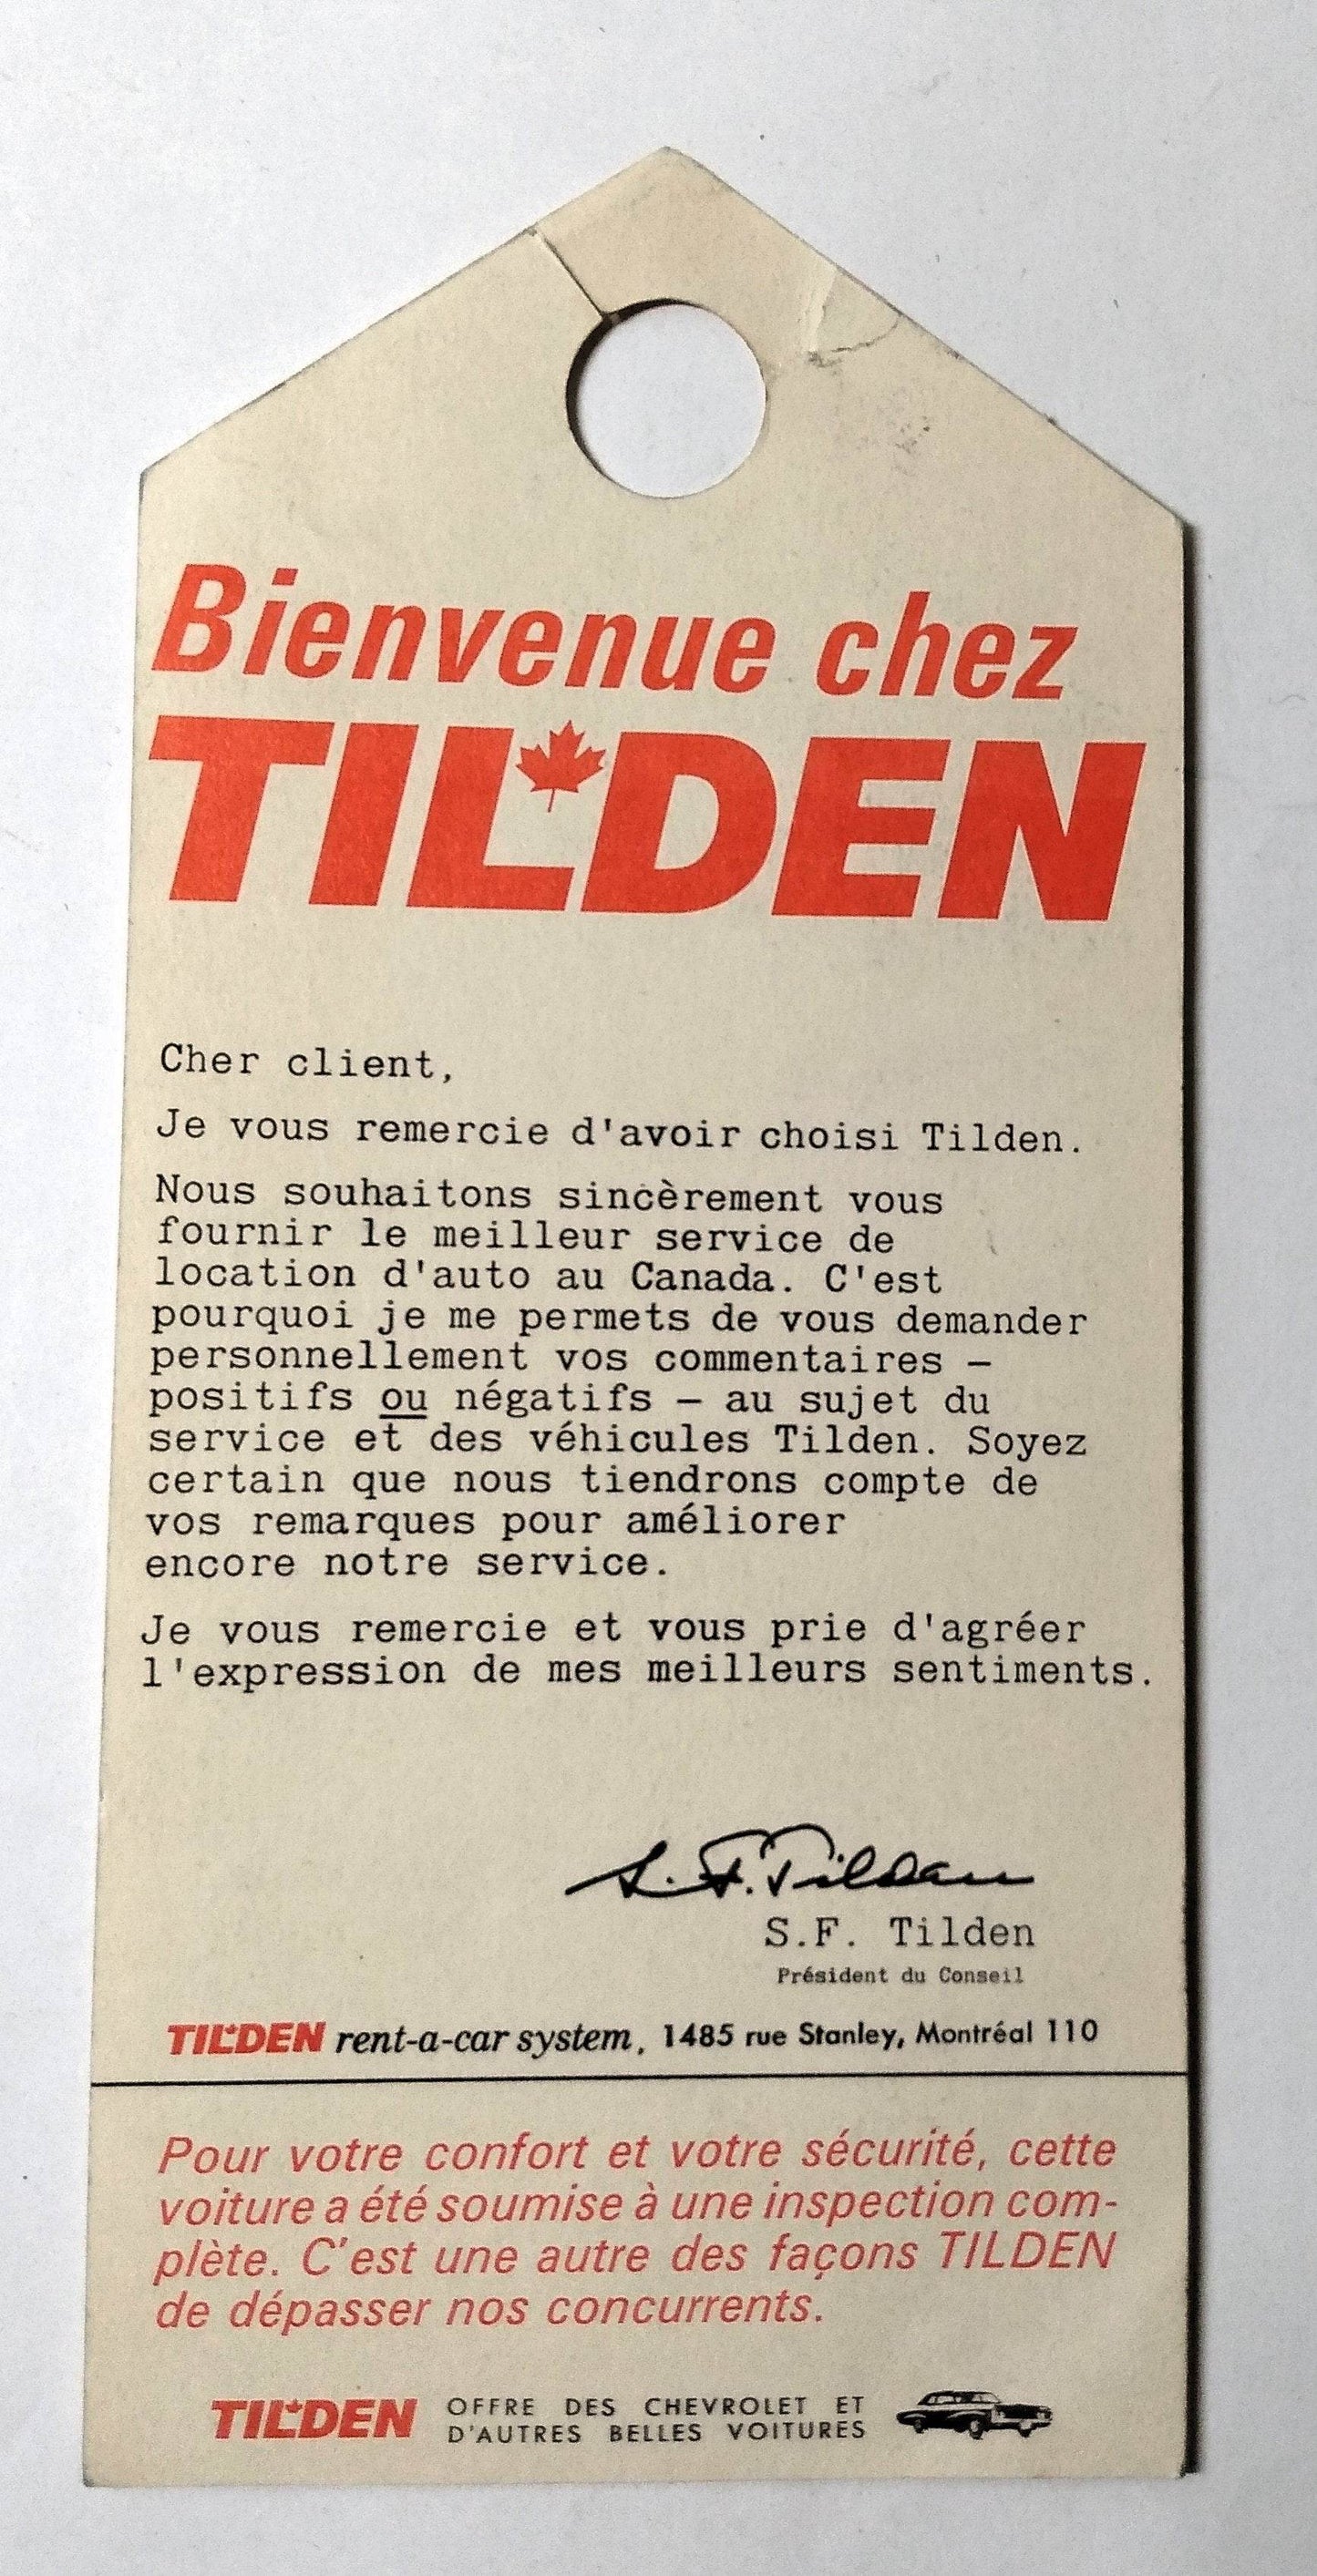 Bienvenue chez
TILDEN
Cher client,
Je vous remercie d'avoir choisi Tilden.
Nous souhaitons sincèrement vous
fournir le meilleur service de
location d'auto au Canada. C'est
pourquoi je me permets de vous demander
personnellement vos commentaires –
positifs ou négatifs – au sujet du
service et des véhicules Tilden. Soyez
certain que nous tiendrons compte de
vos remarques pour améliorer
encore notre service.
Je vous remercie et vous prie d'agréer
l'expression de mes meilleurs sentiments.
S.F. Tilden
S.F. Tilden
Président du Conseil
TILDEN rent-a-car system, 1485 rue Stanley, Montréal 110
Pour votre confort et votre sécurité, cette
voiture a été soumise à une inspection com-
plète. C'est une autre des façons TILDEN
de dépasser nos concurrents.
TILDEN OFFRE DES CHEVROLET ET
D'AUTRES BELLES VOITURES